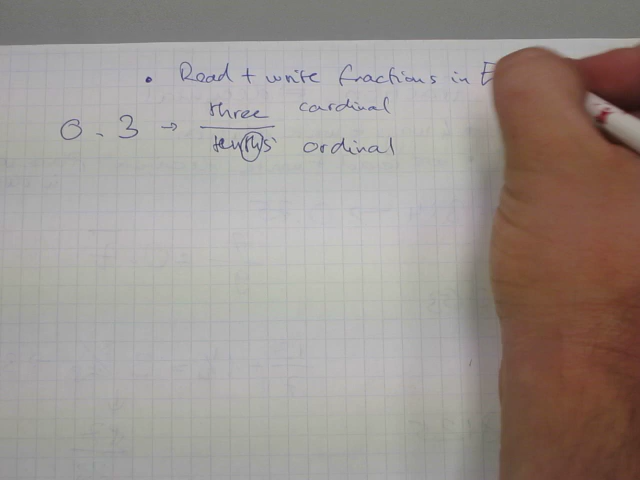 • Read + write fractions in E
0.3 → three cardinal
tenths ordinal